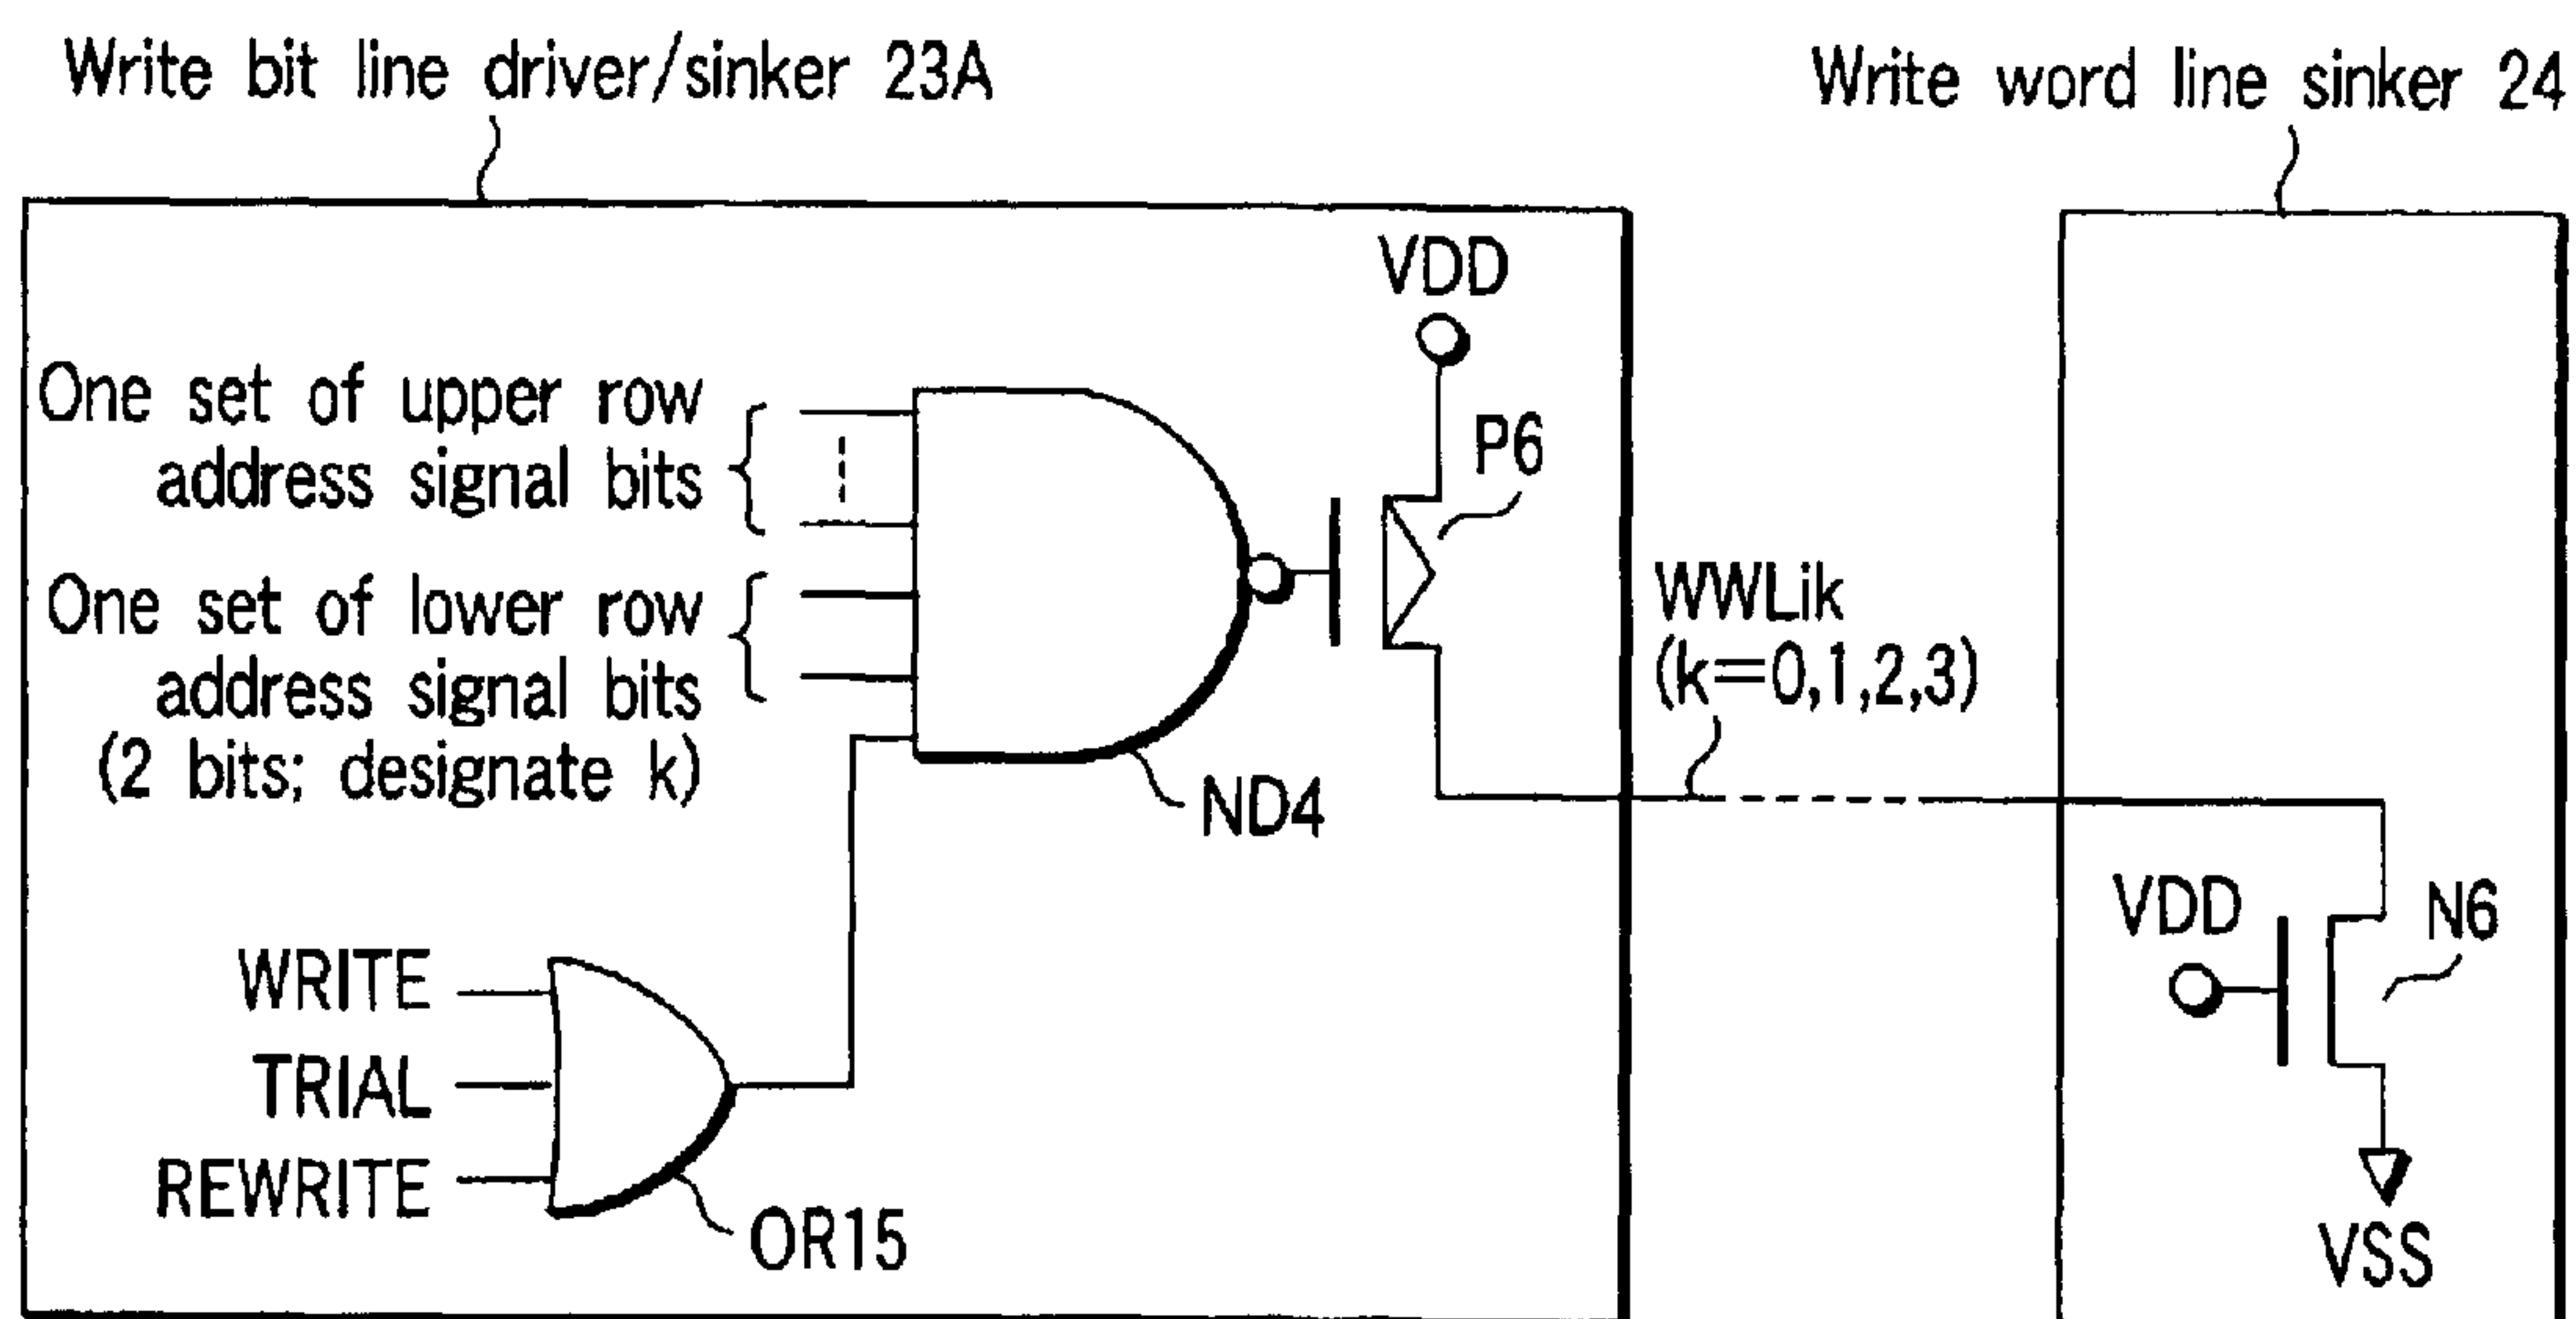 Write bit line driver/sinker 23A
Write word line sinker 24
VDD
One set of upper row
address signal bits
P6
One set of lower row
address signal bits
(2 bits; designate k)
WWLik
(k=0,1,2,3)
ND4
VDD
N6
WRITE
TRIAL
REWRITE
OR15
VSS